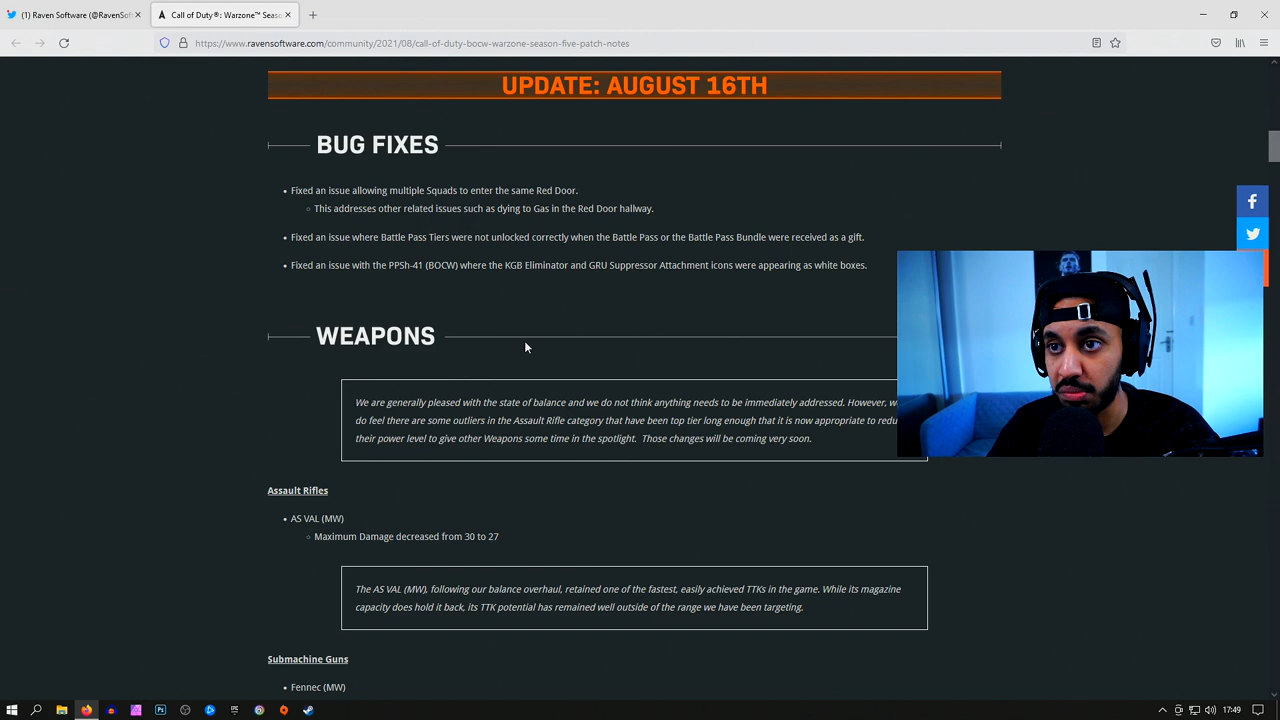 (1) Raven Software (@RavenSof
Call of Duty®: Warzone™ Seas
https://www.ravensoftware.com/community/2021/08/call-of-duty-bocw-warzone-season-five-patch-notes
UPDATE: AUGUST 16TH
BUG FIXES
• Fixed an issue allowing multiple Squads to enter the same Red Door.
○ This addresses other related issues such as dying to Gas in the Red Door hallway.
• Fixed an issue where Battle Pass Tiers were not unlocked correctly when the Battle Pass or the Battle Pass Bundle were received as a gift.
• Fixed an issue with the PPSh-41 (BOCW) where the KGB Eliminator and GRU Suppressor Attachment icons were appearing as white boxes.
WEAPONS
We are generally pleased with the state of balance and we do not think anything needs to be immediately addressed. However, w
do feel there are some outliers in the Assault Rifle category that have been top tier long enough that it is now appropriate to redu
their power level to give other Weapons some time in the spotlight. Those changes will be coming very soon.
Assault Rifles
• AS VAL (MW)
○ Maximum Damage decreased from 30 to 27
The AS VAL (MW), following our balance overhaul, retained one of the fastest, easily achieved TTKs in the game. While its magazine
capacity does hold it back, its TTK potential has remained well outside of the range we have been targeting.
Submachine Guns
• Fennec (MW)
17:49